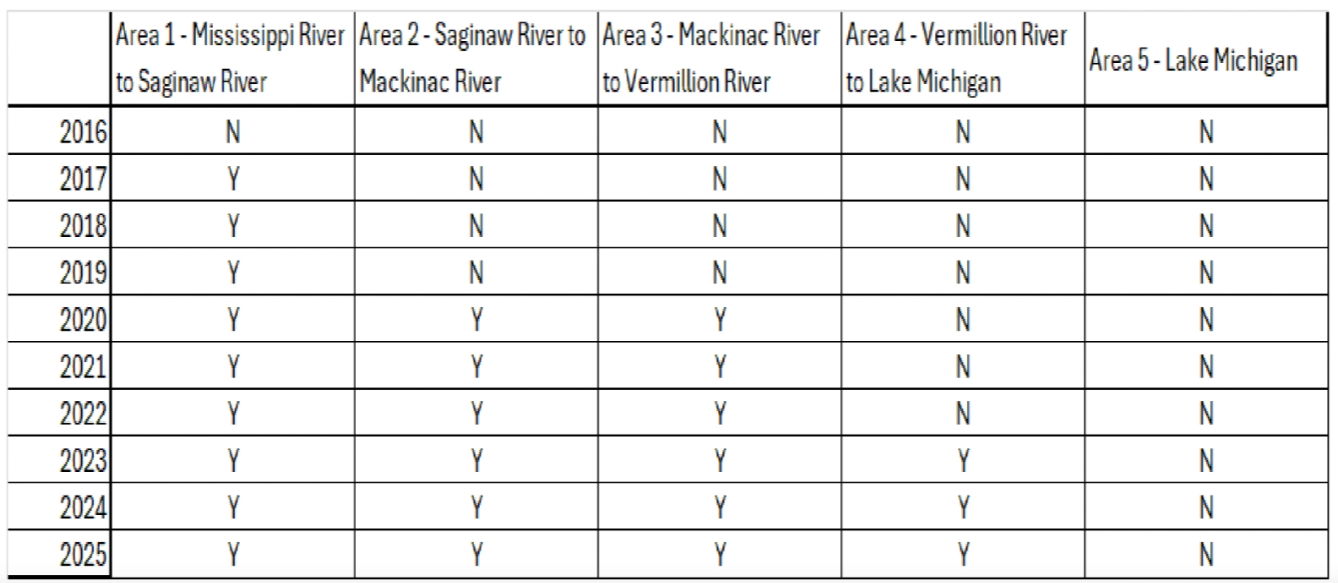 Area 1 - Mississippi River to Saginaw River
Area 2 - Saginaw River to Mackinac River
Area 3 - Mackinac River to Vermillion River
Area 4 - Vermillion River to Lake Michigan
Area 5 - Lake Michigan
2016 N N N N N
2017 Y N N N N
2018 Y N N N N
2019 Y N N N N
2020 Y Y Y N N
2021 Y Y Y N N
2022 Y Y Y N N
2023 Y Y Y Y N
2024 Y Y Y Y N
2025 Y Y Y Y N